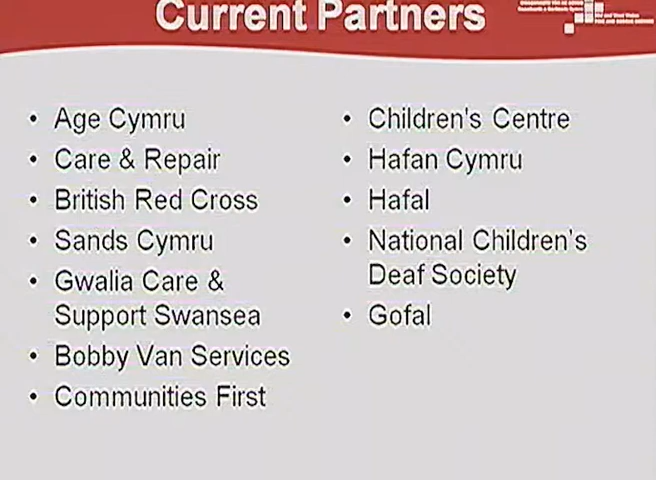 Current Partners
• Age Cymru
• Care & Repair
• British Red Cross
• Sands Cymru
• Gwalia Care &
Support Swansea
• Bobby Van Services
• Communities First
• Children's Centre
• Hafan Cymru
• Hafal
• National Children's
Deaf Society
• Gofal